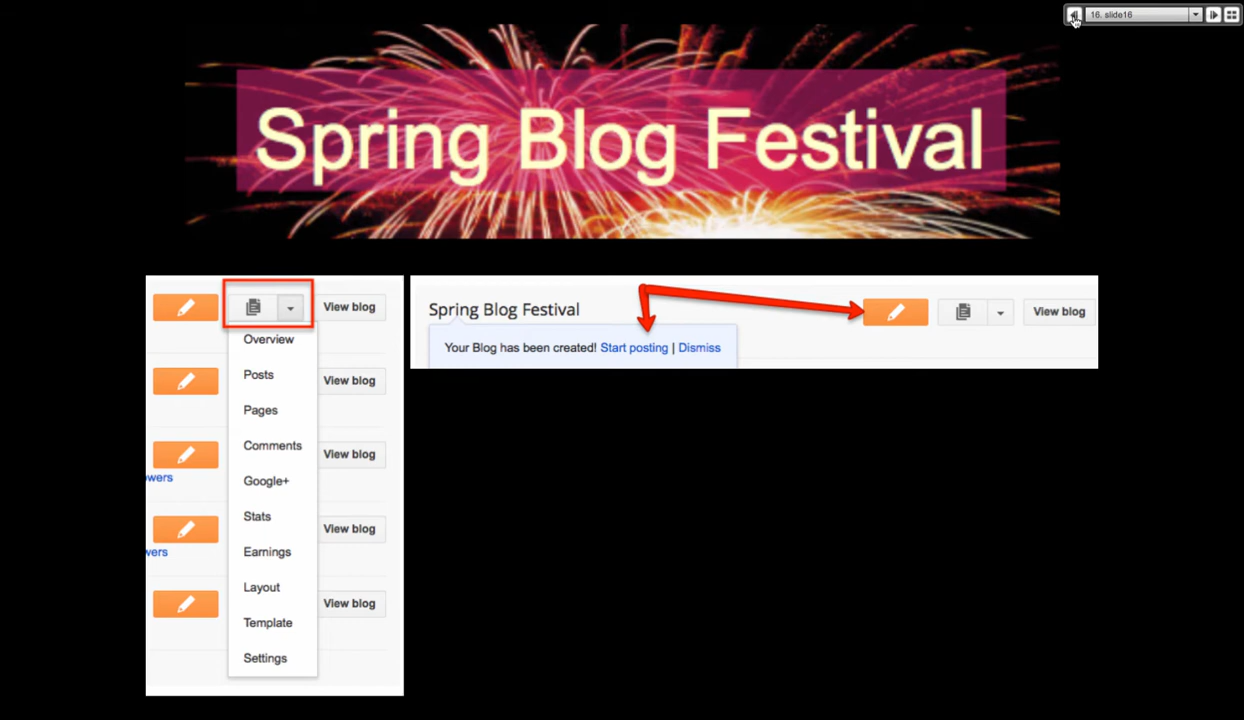 16. slide16
Spring Blog Festival
View blog
Overview
Posts
View blog
Pages
Comments
View blog
owers
Google+
Stats
View blog
wers
Earnings
Layout
View blog
Template
Settings
Spring Blog Festival
View blog
Your Blog has been created! Start posting | Dismiss